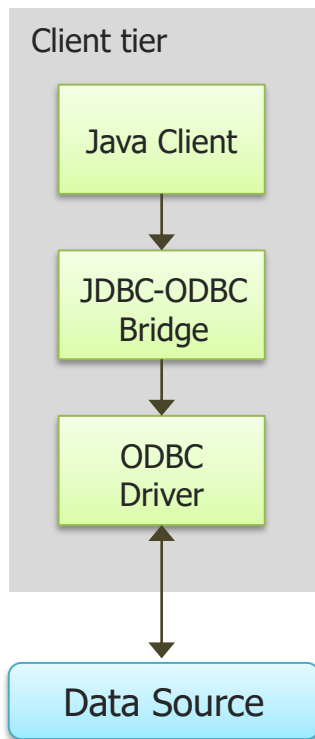 Client tier
Java Client
JDBC-ODBC
Bridge
ODBC
Driver
Data Source